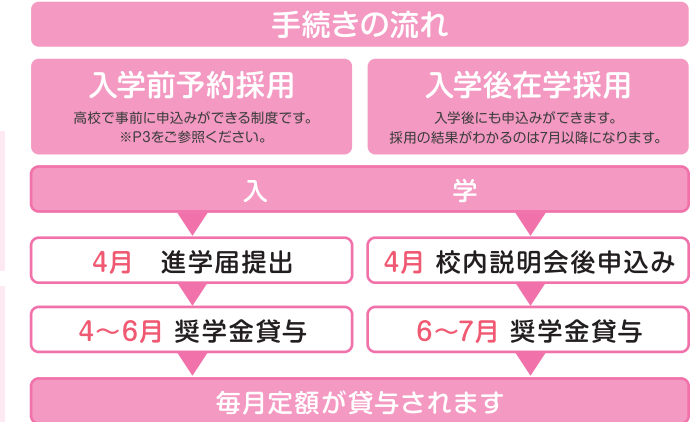 手続きの流れ
入学前予約採用
高校で事前に申込みができる制度です。
※P3をご参照ください。
入学後在学採用
入学後にも申込みができます。
採用の結果がわかるのは7月以降になります。
入 学
4月 進学届提出
4月 校内説明会後申込み
4～6月 奨学金貸与
6～7月 奨学金貸与
毎月定額が貸与されます